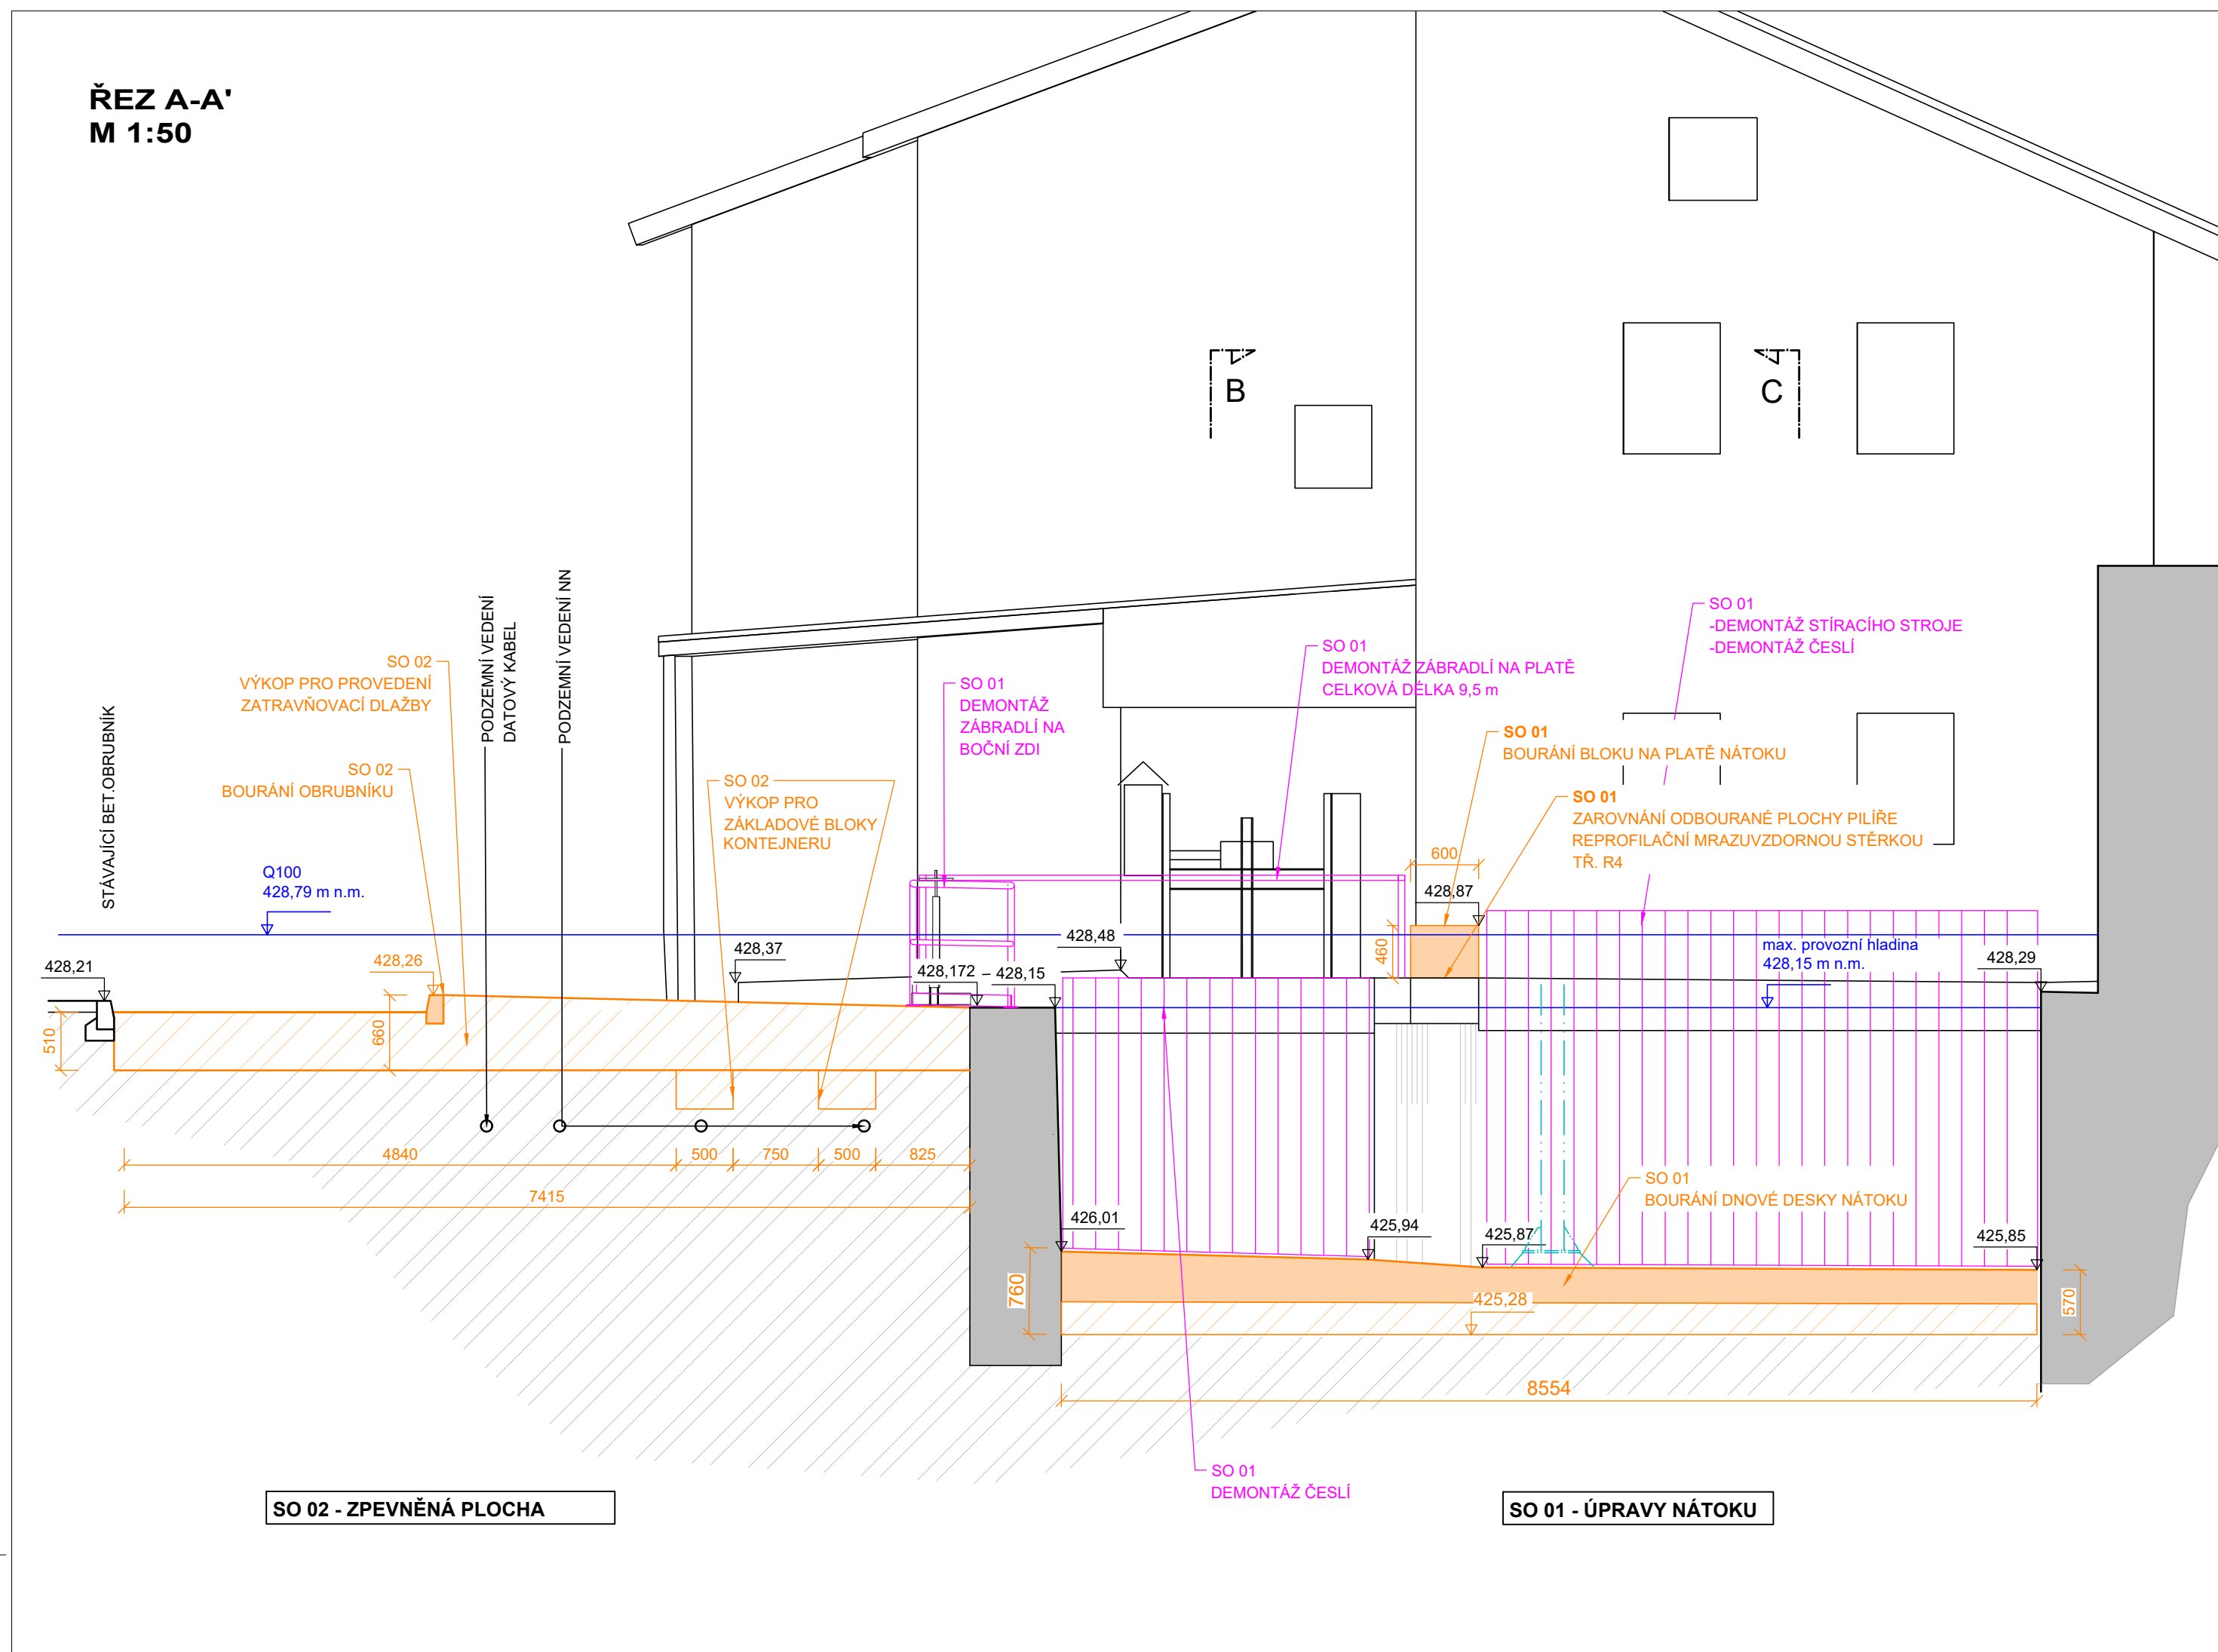 ŘEZ A-A'
M 1:50
B
C
STÁVAJÍCÍ BET.OBRUBNÍK
SO 02
VÝKOP PRO PROVEDENÍ
ZATRAVŇOVACÍ DLAŽBY
SO 02
BOURÁNÍ OBRUBNÍKU
PODZEMNÍ VEDENÍ
DATOVÝ KABEL
PODZEMNÍ VEDENÍ NN
SO 02
VÝKOP PRO
ZÁKLADOVÉ BLOKY
KONTEJNERU
SO 01
DEMONTÁŽ
ZÁBRADLÍ NA
BOČNÍ ZDI
SO 01
DEMONTÁŽ ZÁBRADLÍ NA PLATĚ
CELKOVÁ DÉLKA 9,5 m
SO 01
-DEMONTÁŽ STÍRACÍHO STROJE
-DEMONTÁŽ ČESLÍ
SO 01
BOURÁNÍ BLOKU NA PLATĚ NÁTOKU
SO 01
ZAROVNÁNÍ ODBOURANÉ PLOCHY PILÍŘE
REPROFILAČNÍ MRAZUVZDORNOU STĚRKOU
TŘ. R4
Q100
428,79 m n.m.
600
428,87
460
428,21
428,26
428,37
428,172
428,15
428,48
max. provozní hladina
428,15 m n.m.
428,29
510
660
4840
500
750
500
825
7415
426,01
425,94
425,87
425,85
SO 01
BOURÁNÍ DNOVÉ DESKY NÁTOKU
760
425,28
570
8554
SO 01
DEMONTÁŽ ČESLÍ
SO 02 - ZPEVNĚNÁ PLOCHA
SO 01 - ÚPRAVY NÁTOKU